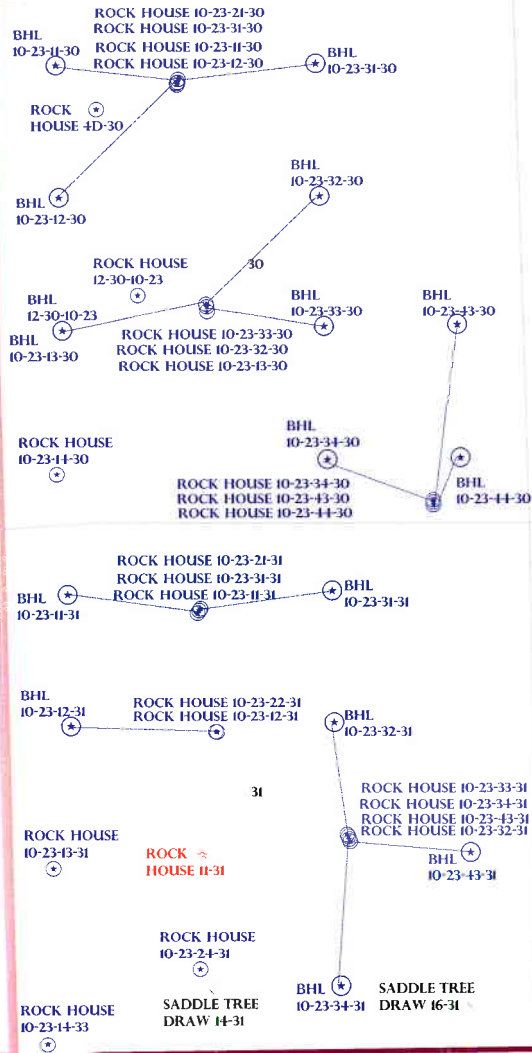 ROCK HOUSE 10-23-21-30
ROCK HOUSE 10-23-31-30
ROCK HOUSE 10-23-11-30
ROCK HOUSE 10-23-12-30
BHL
10-23-11-30
BHL
10-23-31-30
ROCK
HOUSE 4D-30
BHL
10-23-12-30
BHL
10-23-32-30
30
ROCK HOUSE
12-30-10-23
BHL
12-30-10-23
BHL
10-23-13-30
BHL
10-23-33-30
BHL
10-23-43-30
ROCK HOUSE 10-23-33-30
ROCK HOUSE 10-23-32-30
ROCK HOUSE 10-23-13-30
ROCK HOUSE
10-23-14-30
BHL
10-23-34-30
BHL
10-23-44-30
ROCK HOUSE 10-23-34-30
ROCK HOUSE 10-23-43-30
ROCK HOUSE 10-23-44-30
ROCK HOUSE 10-23-21-31
ROCK HOUSE 10-23-31-31
ROCK HOUSE 10-23-11-31
BHL
10-23-11-31
BHL
10-23-31-31
BHL
10-23-12-31
ROCK HOUSE 10-23-22-31
ROCK HOUSE 10-23-12-31
BHL
10-23-32-31
31
ROCK HOUSE 10-23-33-31
ROCK HOUSE 10-23-34-31
ROCK HOUSE 10-23-43-31
ROCK HOUSE 10-23-32-31
BHL
10-23-43-31
ROCK HOUSE
10-23-13-31
ROCK
HOUSE 11-31
ROCK HOUSE
10-23-24-31
SADDLE TREE
DRAW 14-31
BHL
10-23-34-31
SADDLE TREE
DRAW 16-31
ROCK HOUSE
10-23-14-33